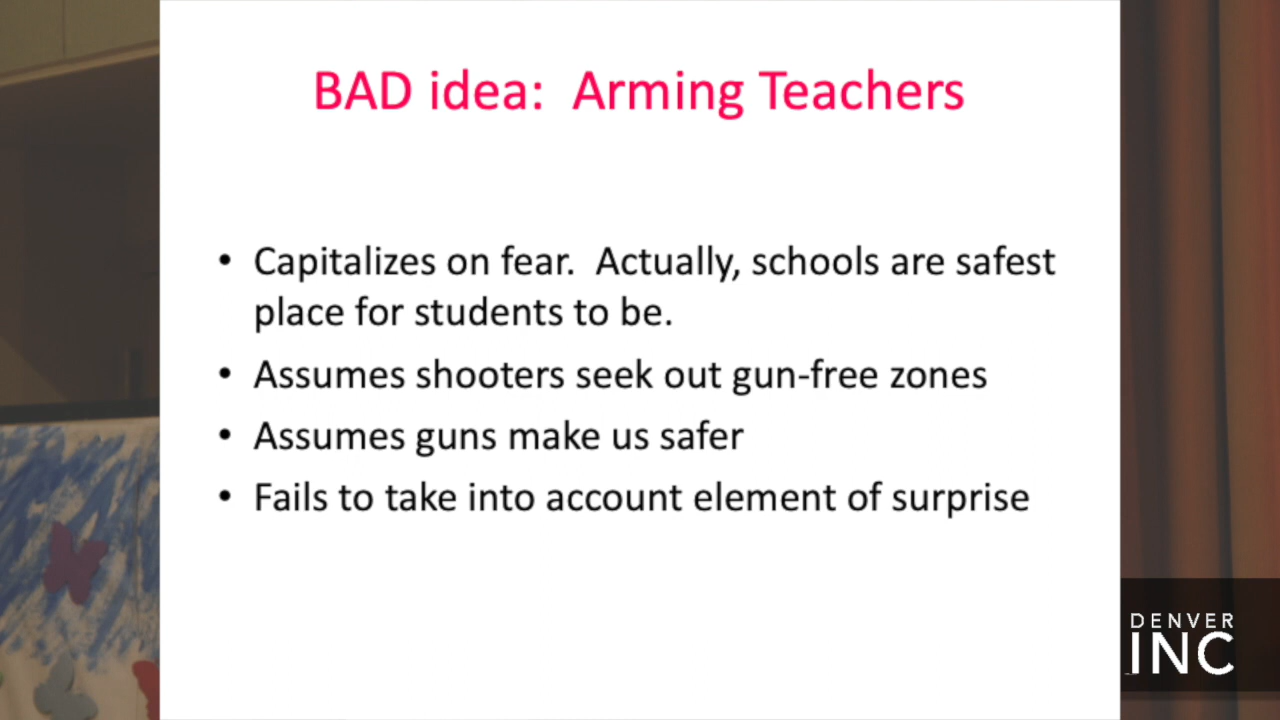 BAD idea:  Arming Teachers
• Capitalizes on fear.  Actually, schools are safest
place for students to be.
• Assumes shooters seek out gun-free zones
• Assumes guns make us safer
• Fails to take into account element of surprise
DENVER
INC